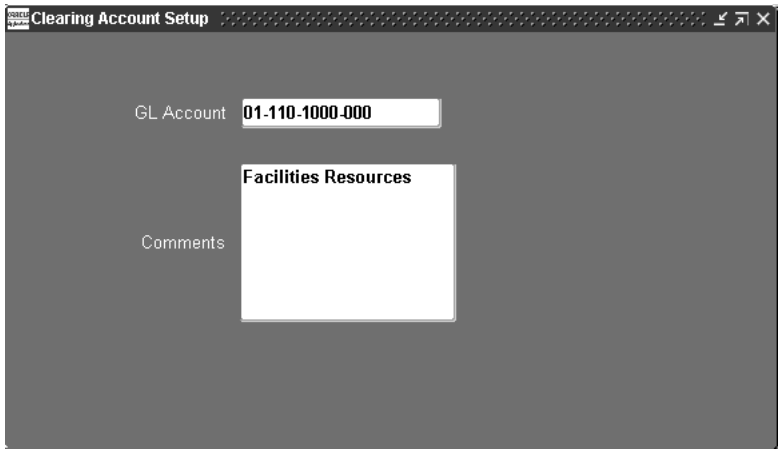 Clearing Account Setup
GL Account 01-110-1000-000
Facilities Resources
Comments